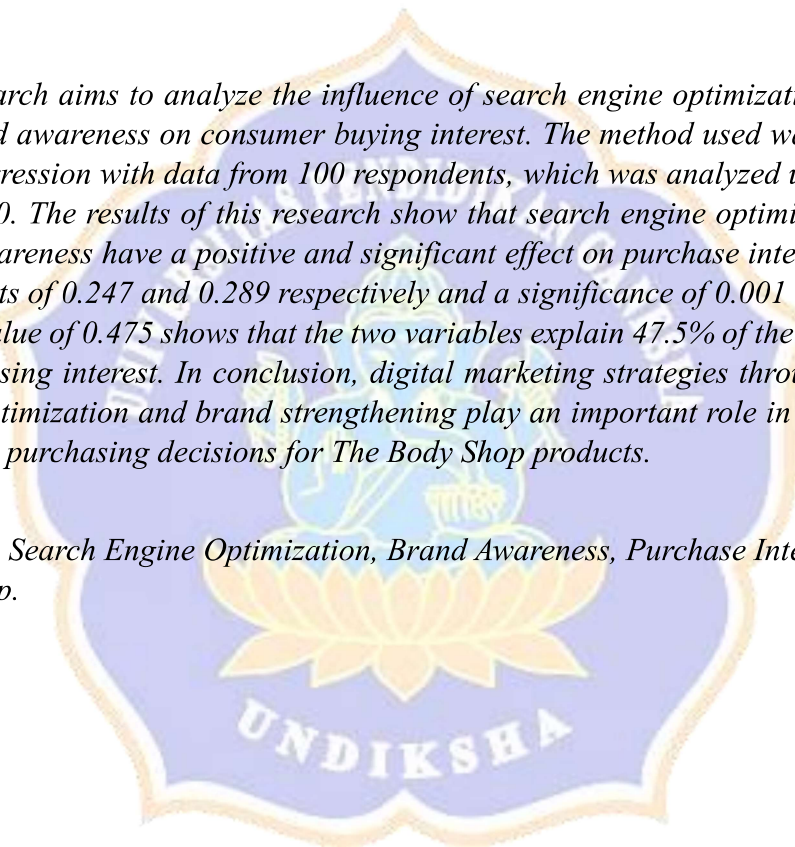 arch aims to analyze the influence of search engine optimizati
d awareness on consumer buying interest. The method used wa
ression with data from 100 respondents, which was analyzed u
0. The results of this research show that search engine optimi
areness have a positive and significant effect on purchase inte
ts of 0.247 and 0.289 respectively and a significance of 0.001
alue of 0.475 shows that the two variables explain 47.5% of the
sing interest. In conclusion, digital marketing strategies throu
timization and brand strengthening play an important role in
purchasing decisions for The Body Shop products.
Search Engine Optimization, Brand Awareness, Purchase Inte
p.
UNIVERSITAS PENDIDIKAN GANESHA
UNDIKSHA